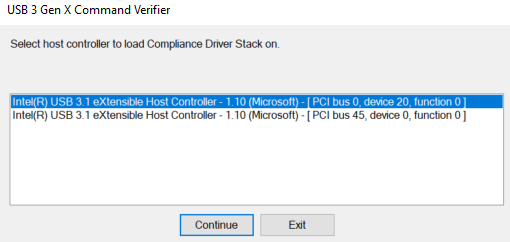 USB 3 Gen X Command Verifier
Select host controller to load Compliance Driver Stack on.
Intel(R) USB 3.1 eXtensible Host Controller - 1.10 (Microsoft) - [ PCI bus 0, device 20, function 0 ]
Intel(R) USB 3.1 eXtensible Host Controller - 1.10 (Microsoft) - [ PCI bus 45, device 0, function 0 ]
Continue Exit